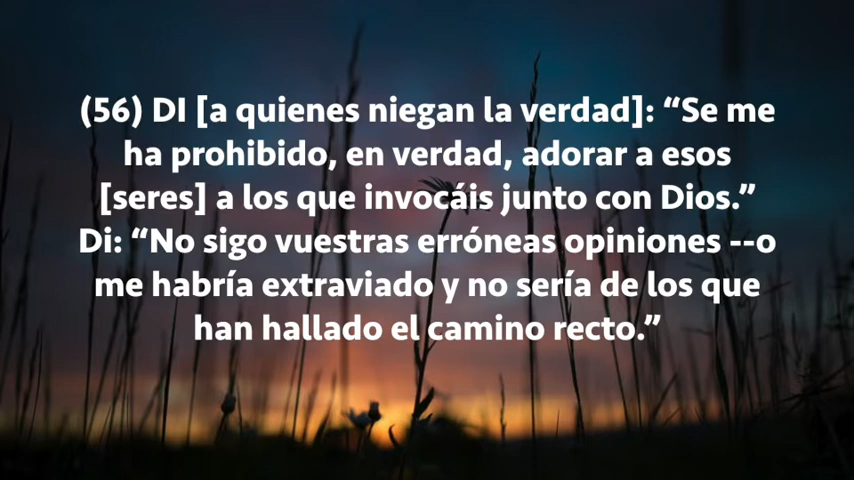 (56) DI [a quienes niegan la verdad]: “Se me
ha prohibido, en verdad, adorar a esos
[seres] a los que invocáis junto con Dios.”
Di: “No sigo vuestras erróneas opiniones --o
me habría extraviado y no sería de los que
han hallado el camino recto.”